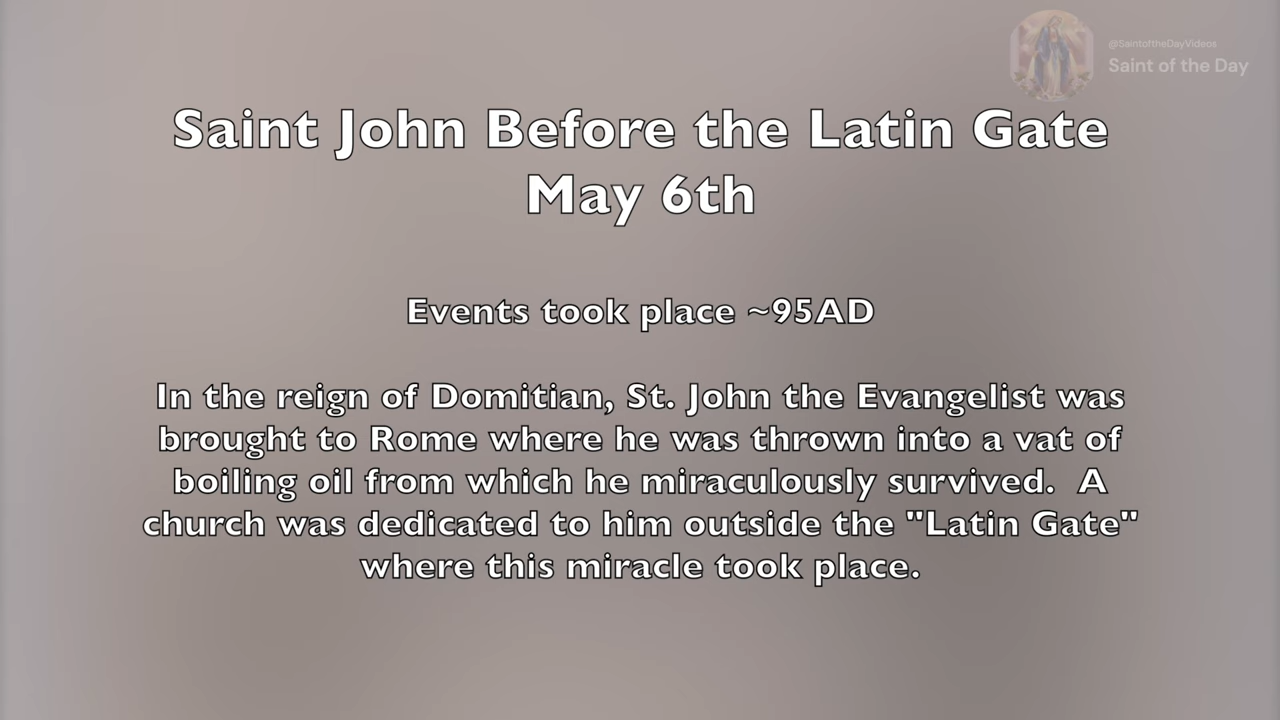 @SaintoftheDayVideos
Saint of the Day
Saint John Before the Latin Gate
May 6th
Events took place ~95AD
In the reign of Domitian, St. John the Evangelist was
brought to Rome where he was thrown into a vat of
boiling oil from which he miraculously survived.  A
church was dedicated to him outside the "Latin Gate"
where this miracle took place.